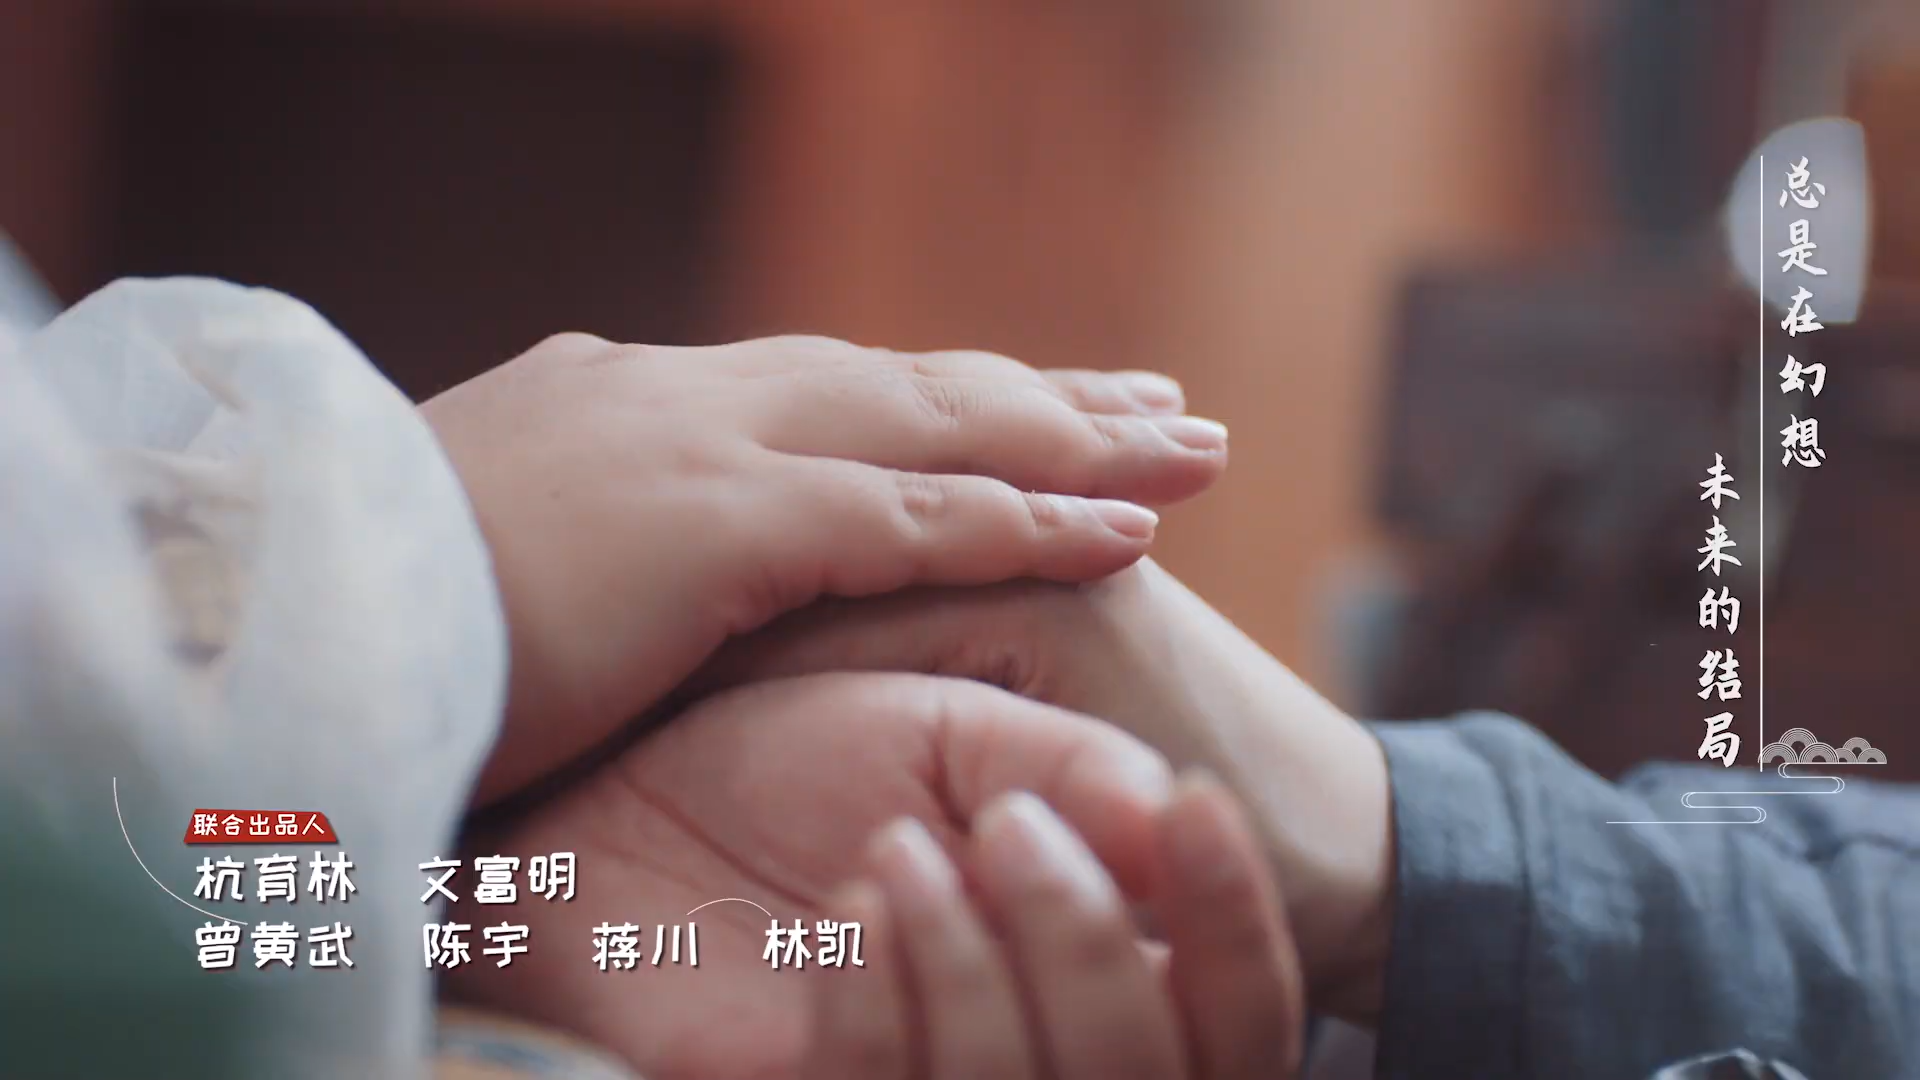 总是在幻想
未来的结局
联合出品人
杭育林 文富明
曾黄武 陈宇 蒋川 林凯